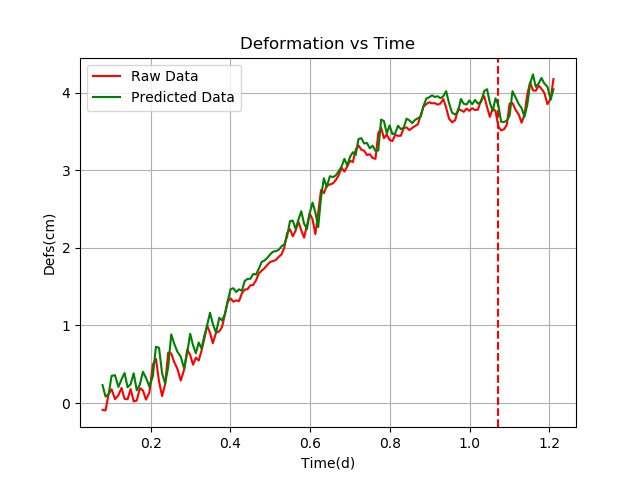 Deformation vs Time
Raw Data
Predicted Data
Defs(cm)
4
3
2
1
0
0.2 0.4 0.6 0.8 1.0 1.2
Time(d)